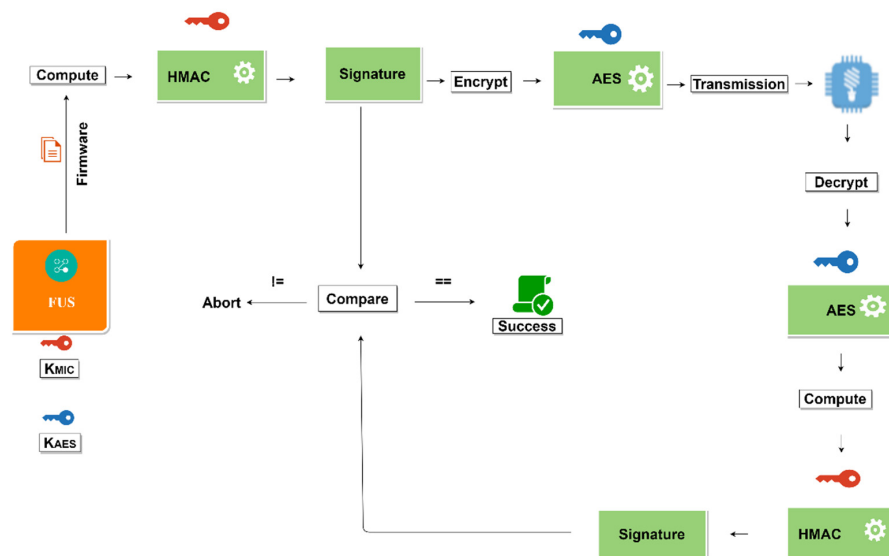 Compute
HMAC
Signature
Encrypt
AES
Transmission
Firmware
Decrypt
FUS
!=
==
Abort
Compare
Success
AES
KMIC
Compute
KAES
Signature
HMAC